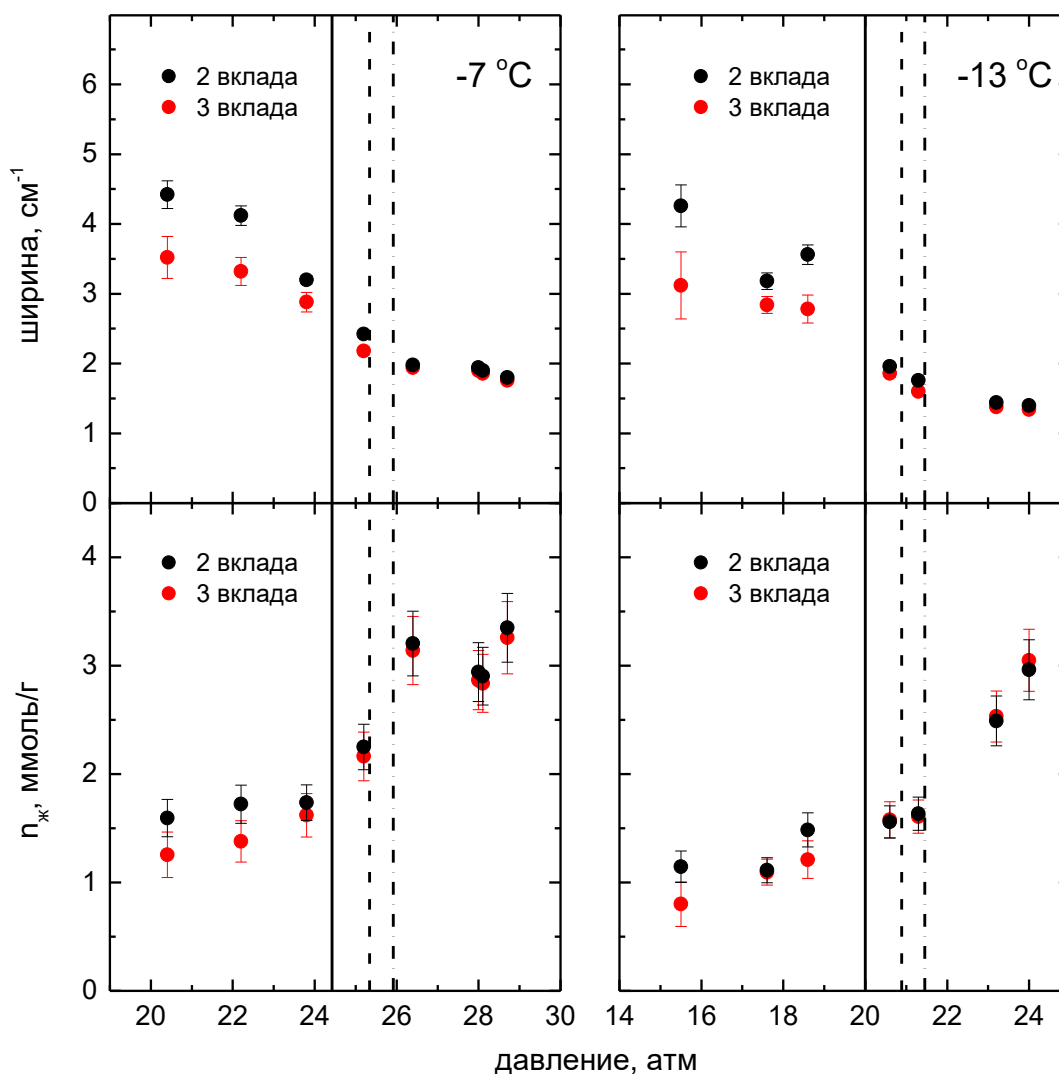 6
5
4
3
2
1
0
ширина, см-1
2 вклада
3 вклада
-7 °C
2 вклада
3 вклада
-13 °C
4
3
2
1
0
nж, ммоль/г
2 вклада
3 вклада
2 вклада
3 вклада
20 22 24 26 28 30
14 16 18 20 22 24
давление, атм